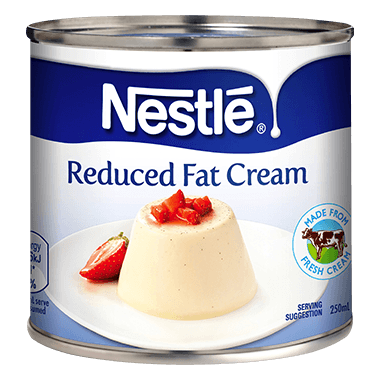 Nestlé®
Reduced Fat Cream
MADE FROM
FRESH CREAM
SERVING
SUGGESTION
250mL